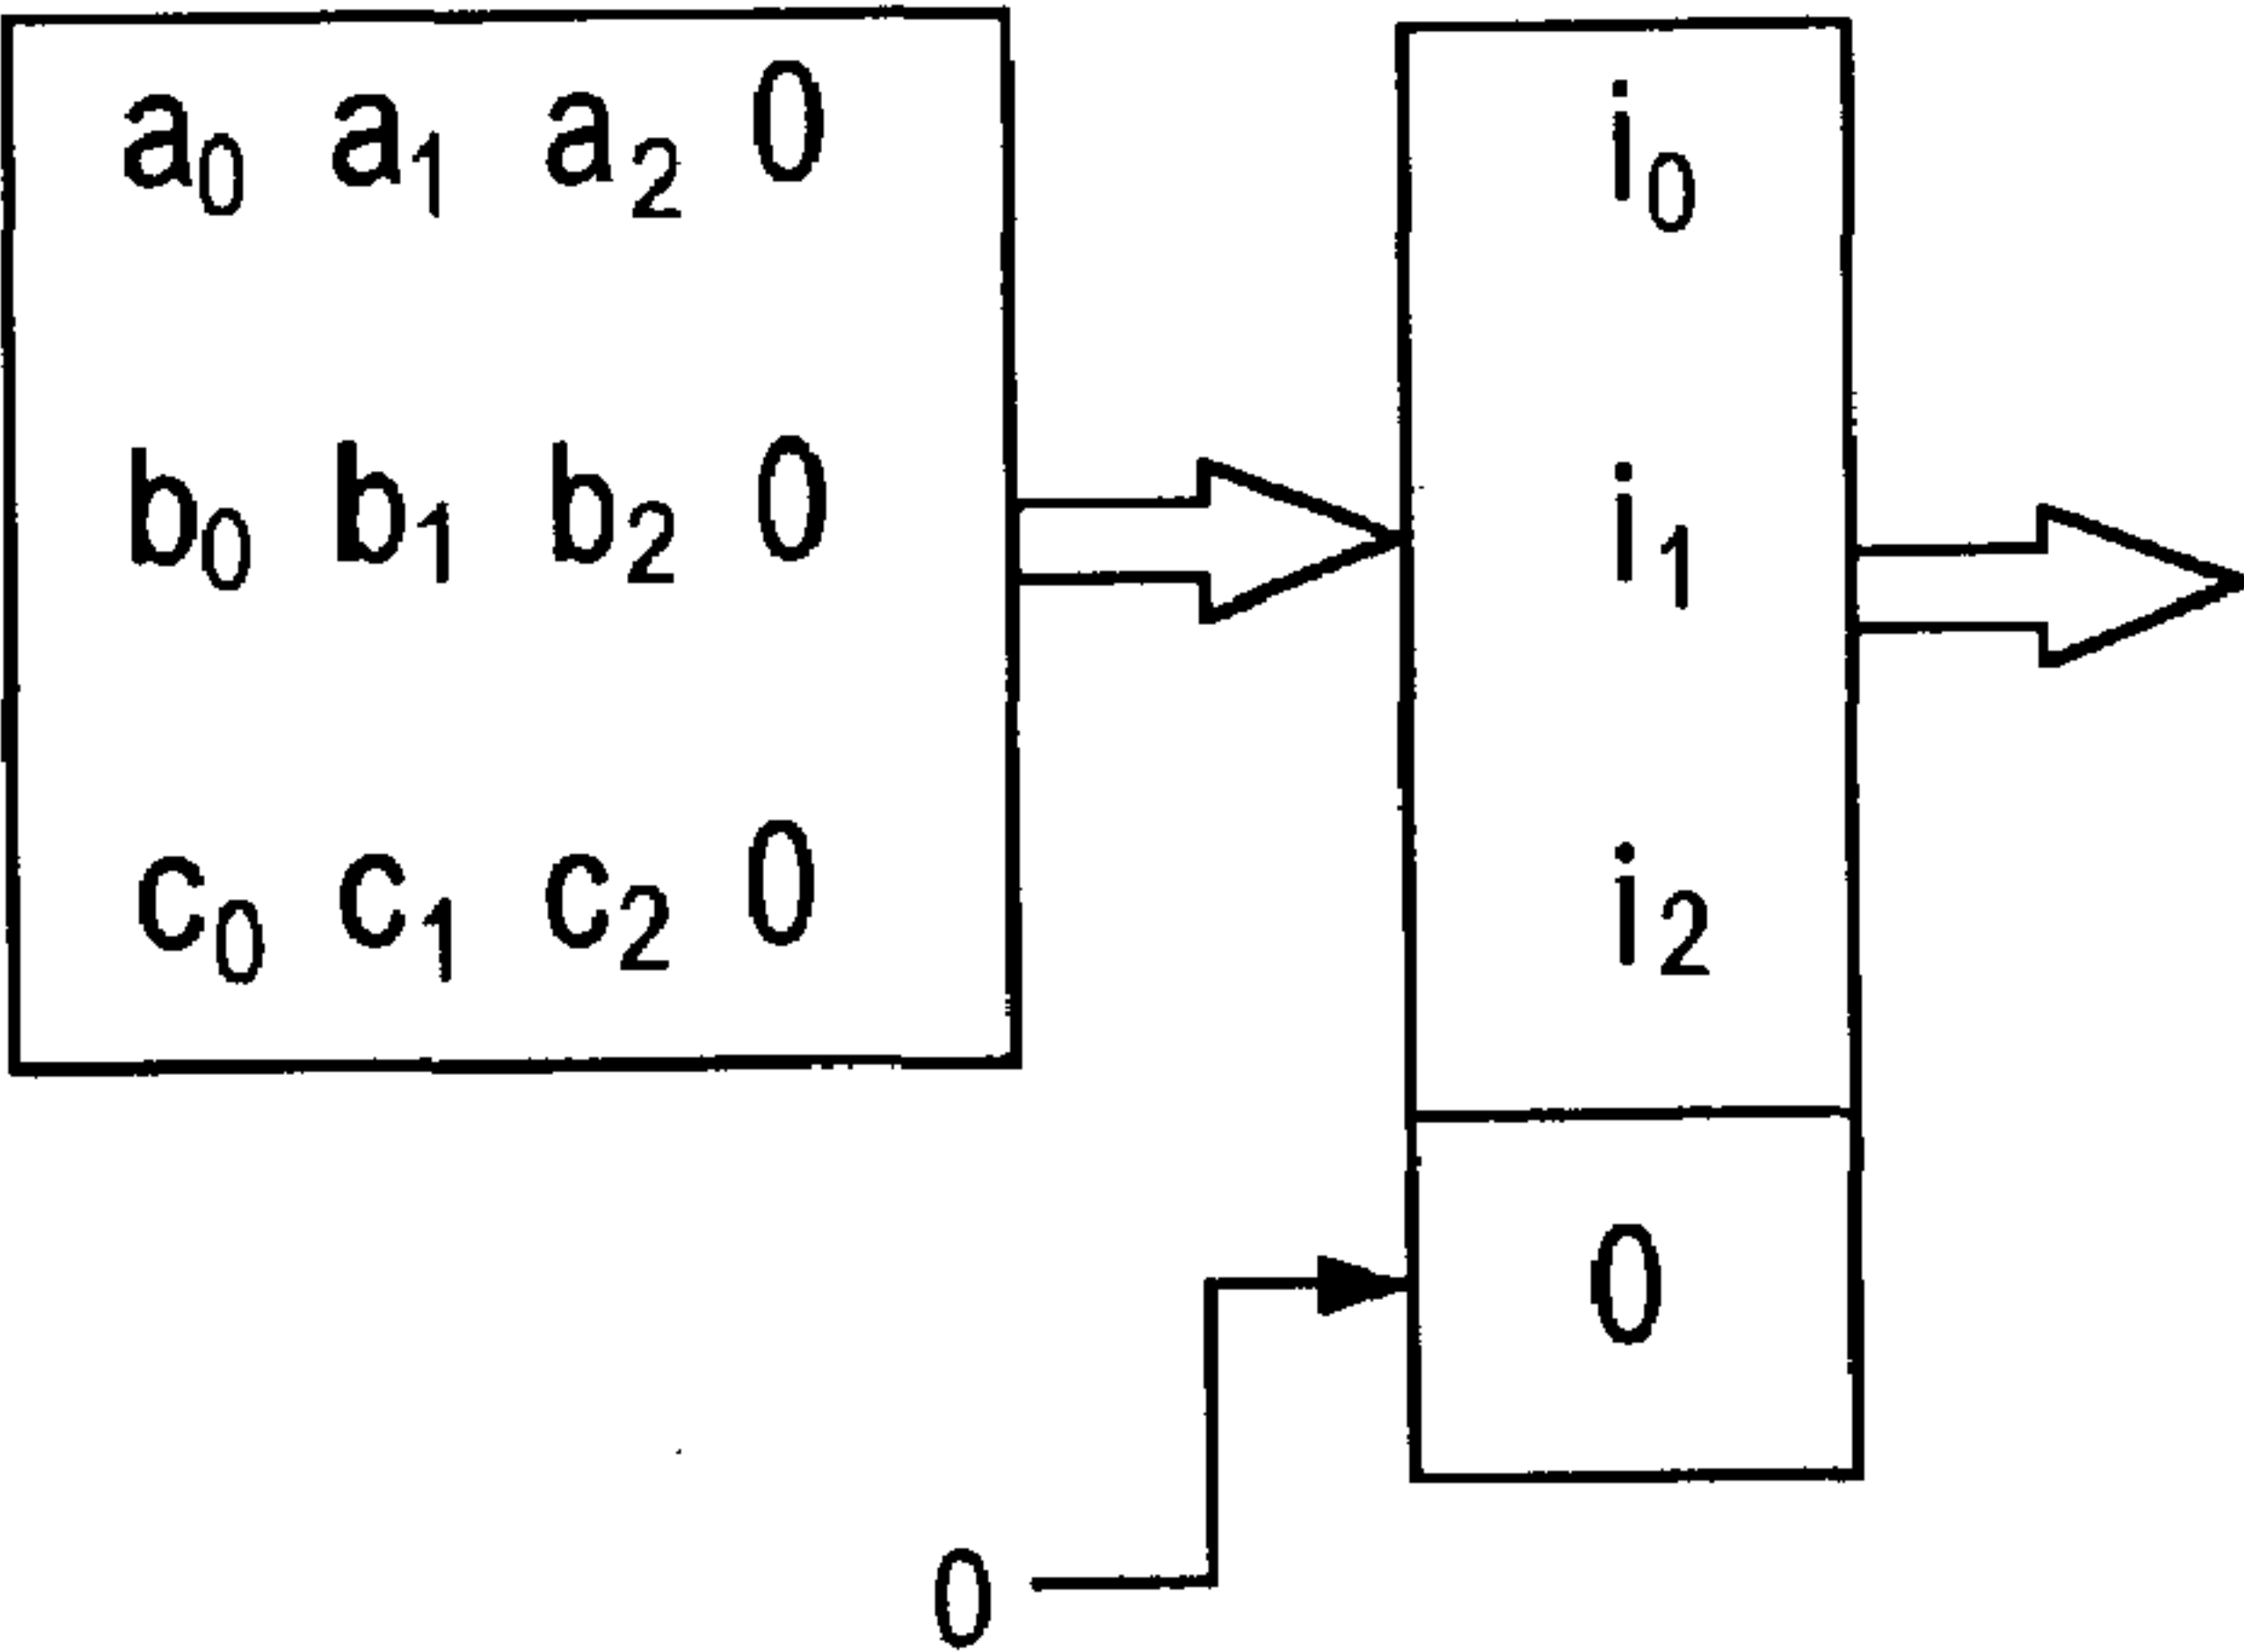 a₀ a₁ a₂ 0
b₀ b₁ b₂ 0
c₀ c₁ c₂ 0
i₀
i₁
i₂
0
0